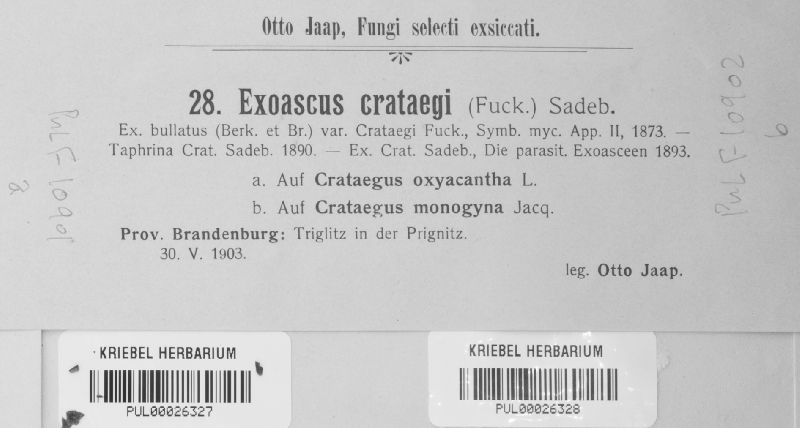 Otto Jaap, Fungi selecti exsiccati.
28. Exoascus crataegi (Fuck.) Sadeb.
Ex. bullatus (Berk. et Br.) var. Crataegi Fuck., Symb. myc. App. II, 1873. —
Taphrina Crat. Sadeb. 1890. — Ex. Crat. Sadeb., Die parasit. Exoasceen 1893.
a. Auf Crataegus oxyacantha L.
b. Auf Crataegus monogyna Jacq.
Prov. Brandenburg: Triglitz in der Prignitz.
30. V. 1903.
leg. Otto Jaap.
PUL F-10901
a
PUL F-10902
b
KRIEBEL HERBARIUM
PUL00026327
KRIEBEL HERBARIUM
PUL00026328